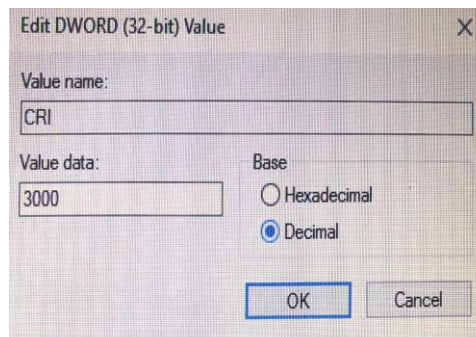 Edit DWORD (32-bit) Value X
Value name:
CRI
Value data:
3000
Base
Hexadecimal
Decimal
OK
Cancel